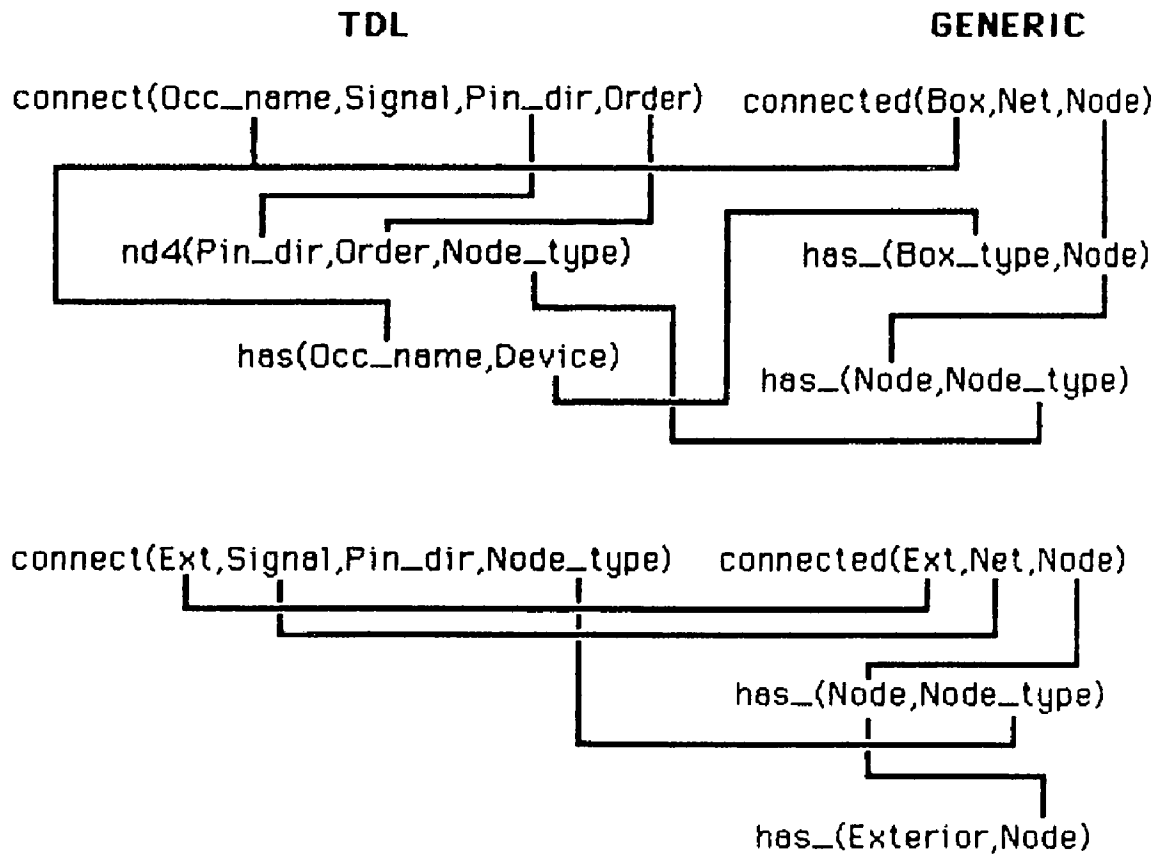 TDL GENERIC
connect(Occ_name,Signal,Pin_dir,Order) connected(Box,Net,Node)
nd4(Pin_dir,Order,Node_type) has_(Box_type,Node)
has(Occ_name,Device) has_(Node,Node_type)
connect(Ext,Signal,Pin_dir,Node_type) connected(Ext,Net,Node)
has_(Node,Node_type)
has_(Exterior,Node)